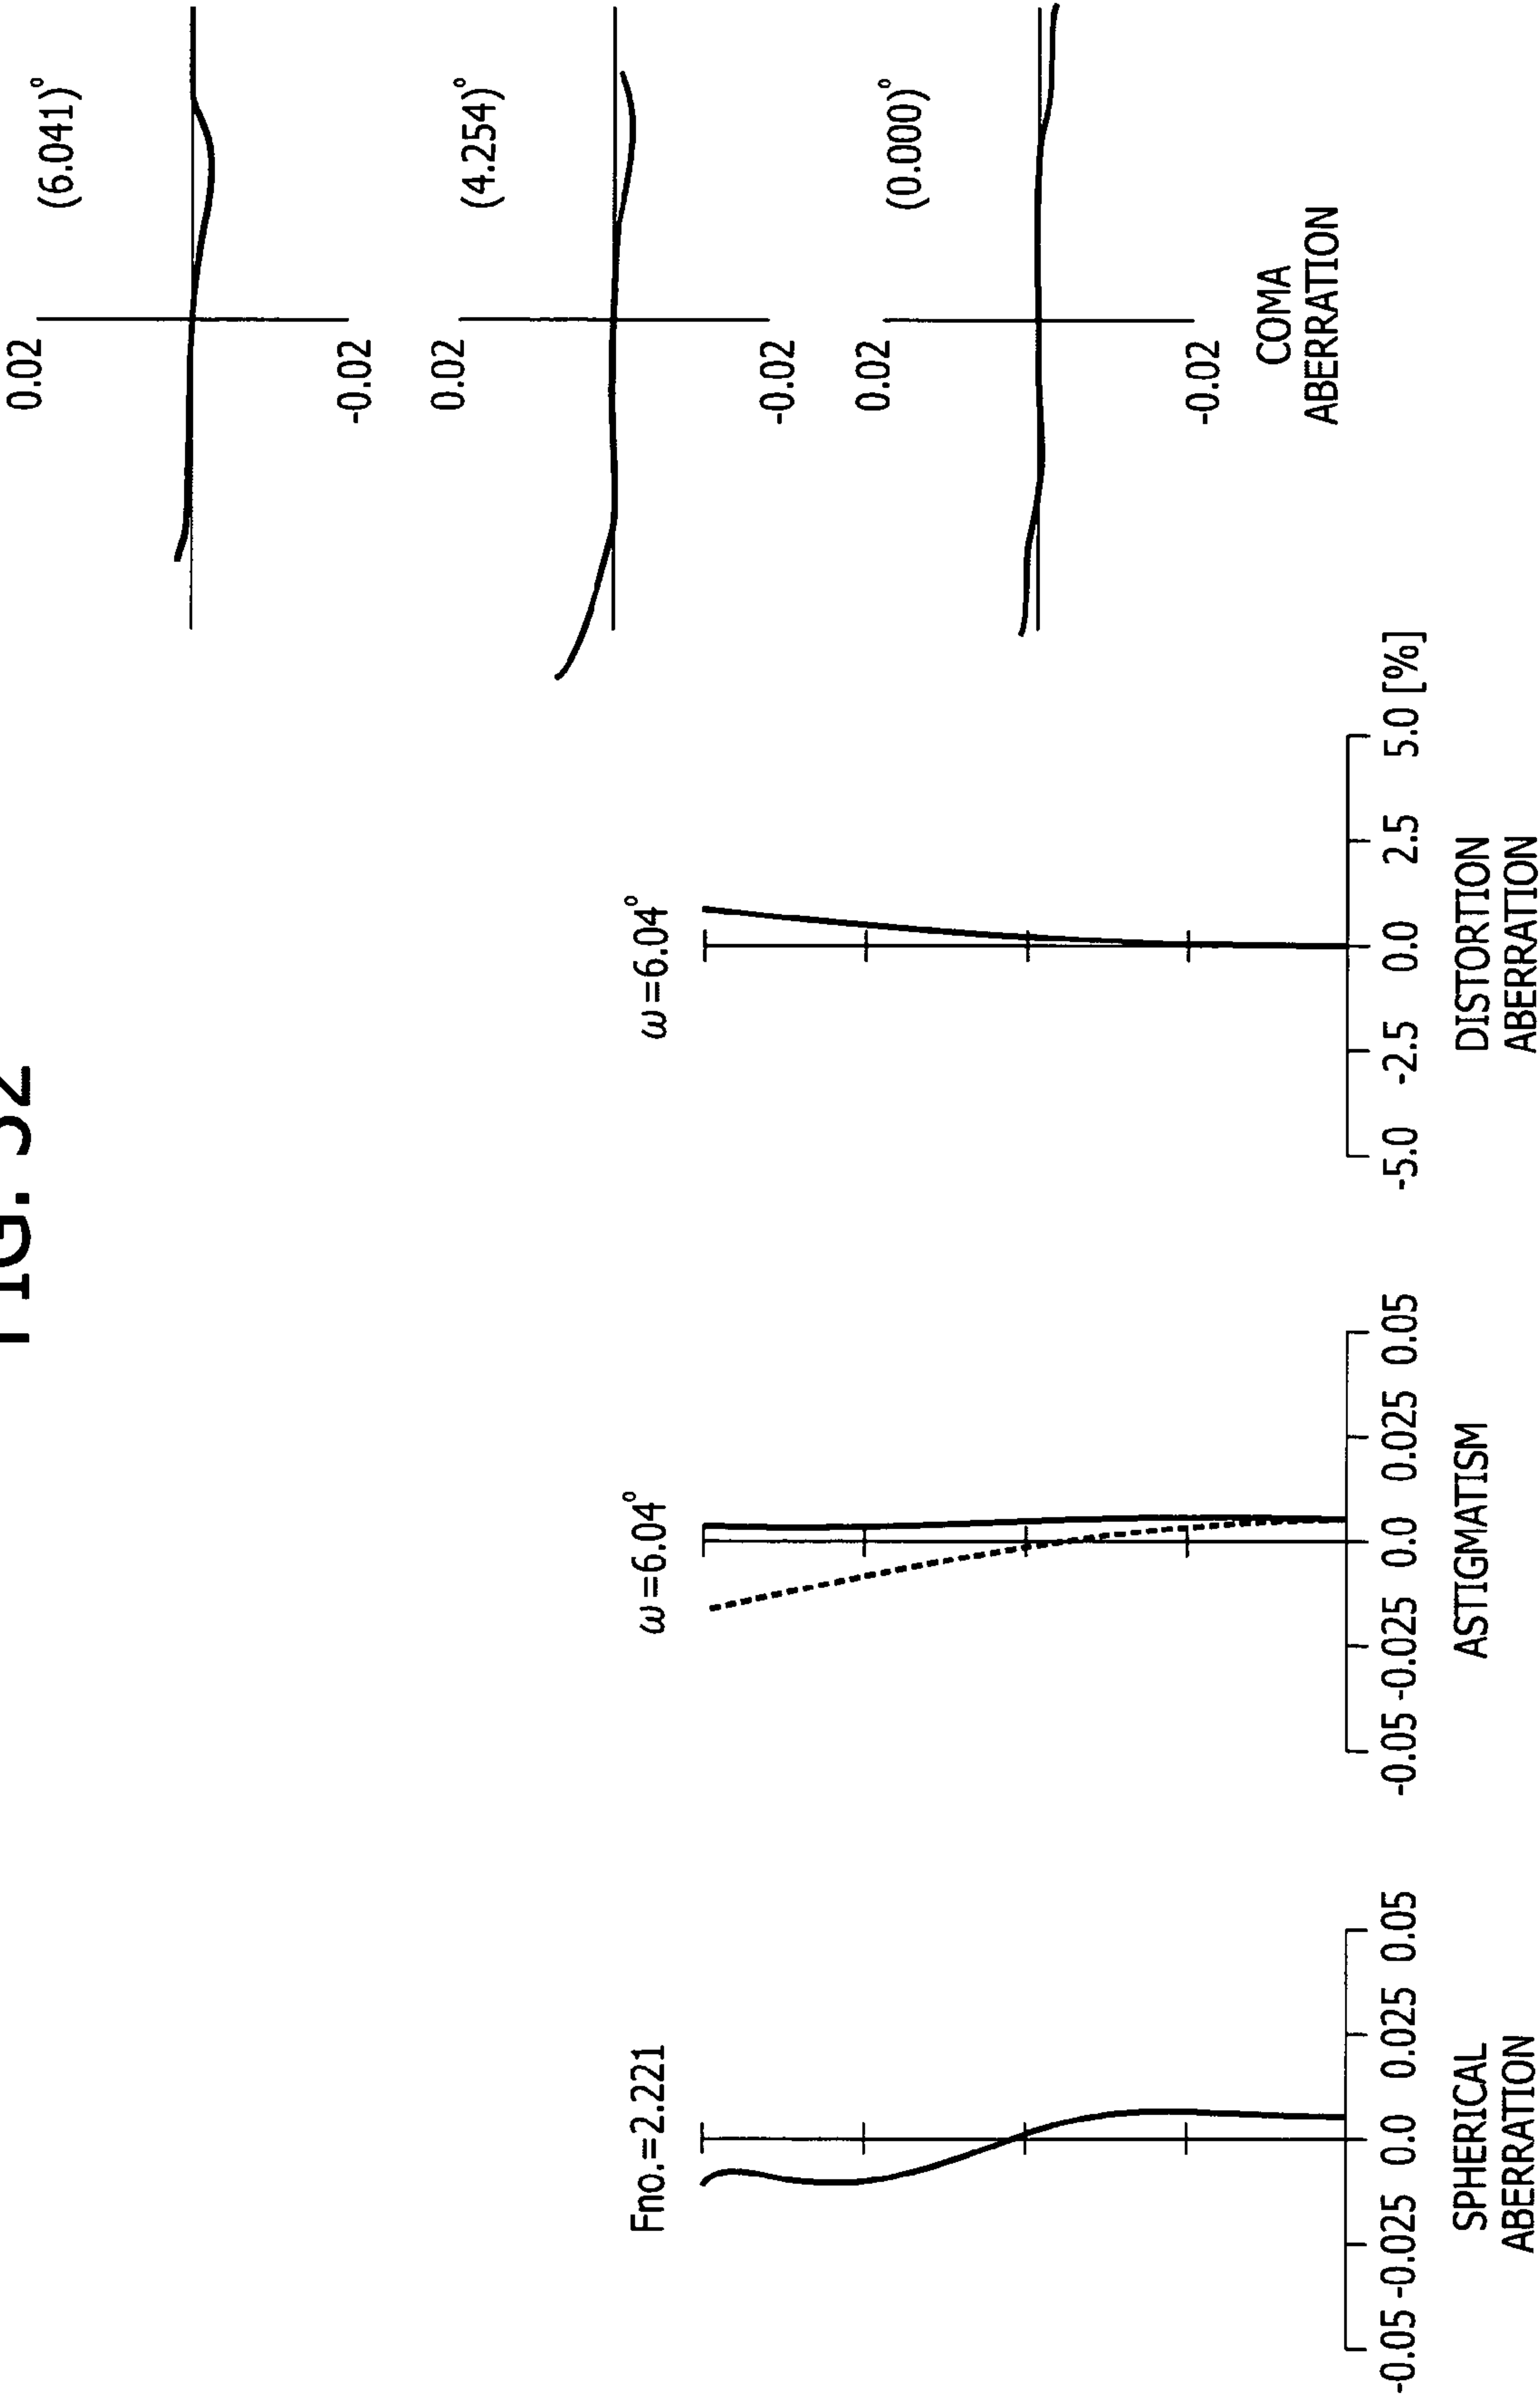 FIG. 32
Fno.=2.221
-0.05 -0.025 0.0 0.025 0.05
SPHERICAL
ABERRATION
ω=6.04°
-0.05 -0.025 0.0 0.025 0.05
ASTIGMATISM
ω=6.04°
-5.0 -2.5 0.0 2.5 5.0 [%]
DISTORTION
ABERRATION
0.02
(6.041)°
-0.02
0.02
(4.254)°
-0.02
0.02
(0.000)°
-0.02
COMA
ABERRATION